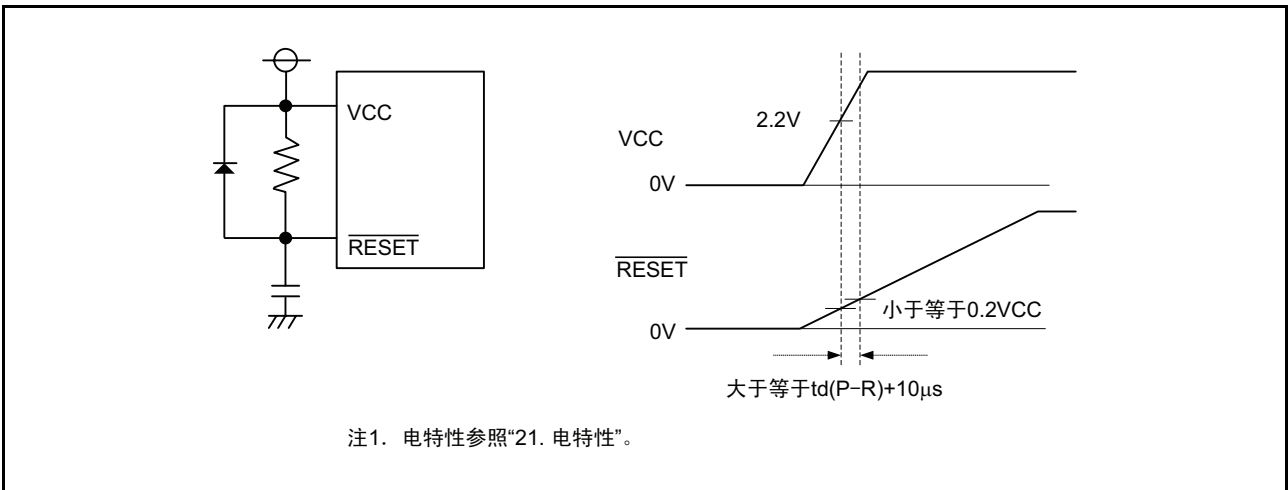 VCC
RESET
VCC
2.2V
0V
RESET
小于等于0.2VCC
0V
大于等于td(P-R)+10μs
注1. 电特性参照“21. 电特性”。